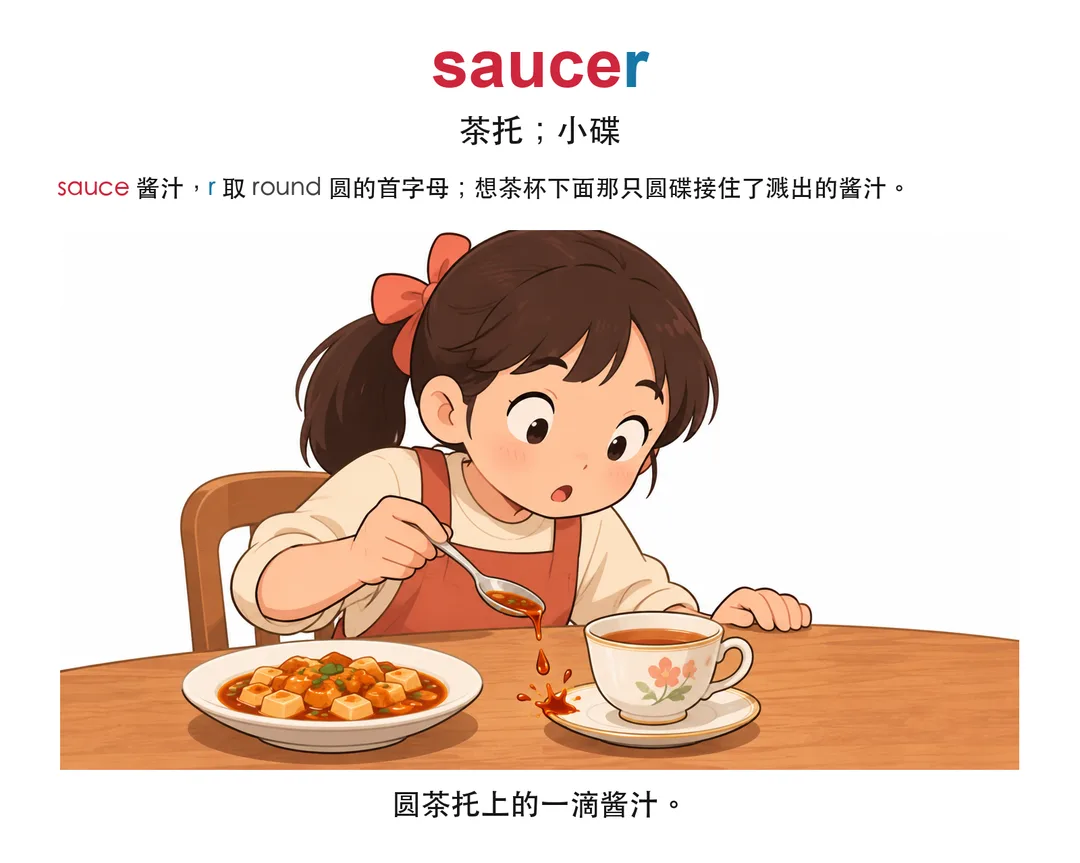 saucer
茶托；小碟
sauce 酱汁，r 取 round 圆的首字母；想茶杯下面那只圆碟接住了溅出的酱汁。
圆茶托上的一滴酱汁。